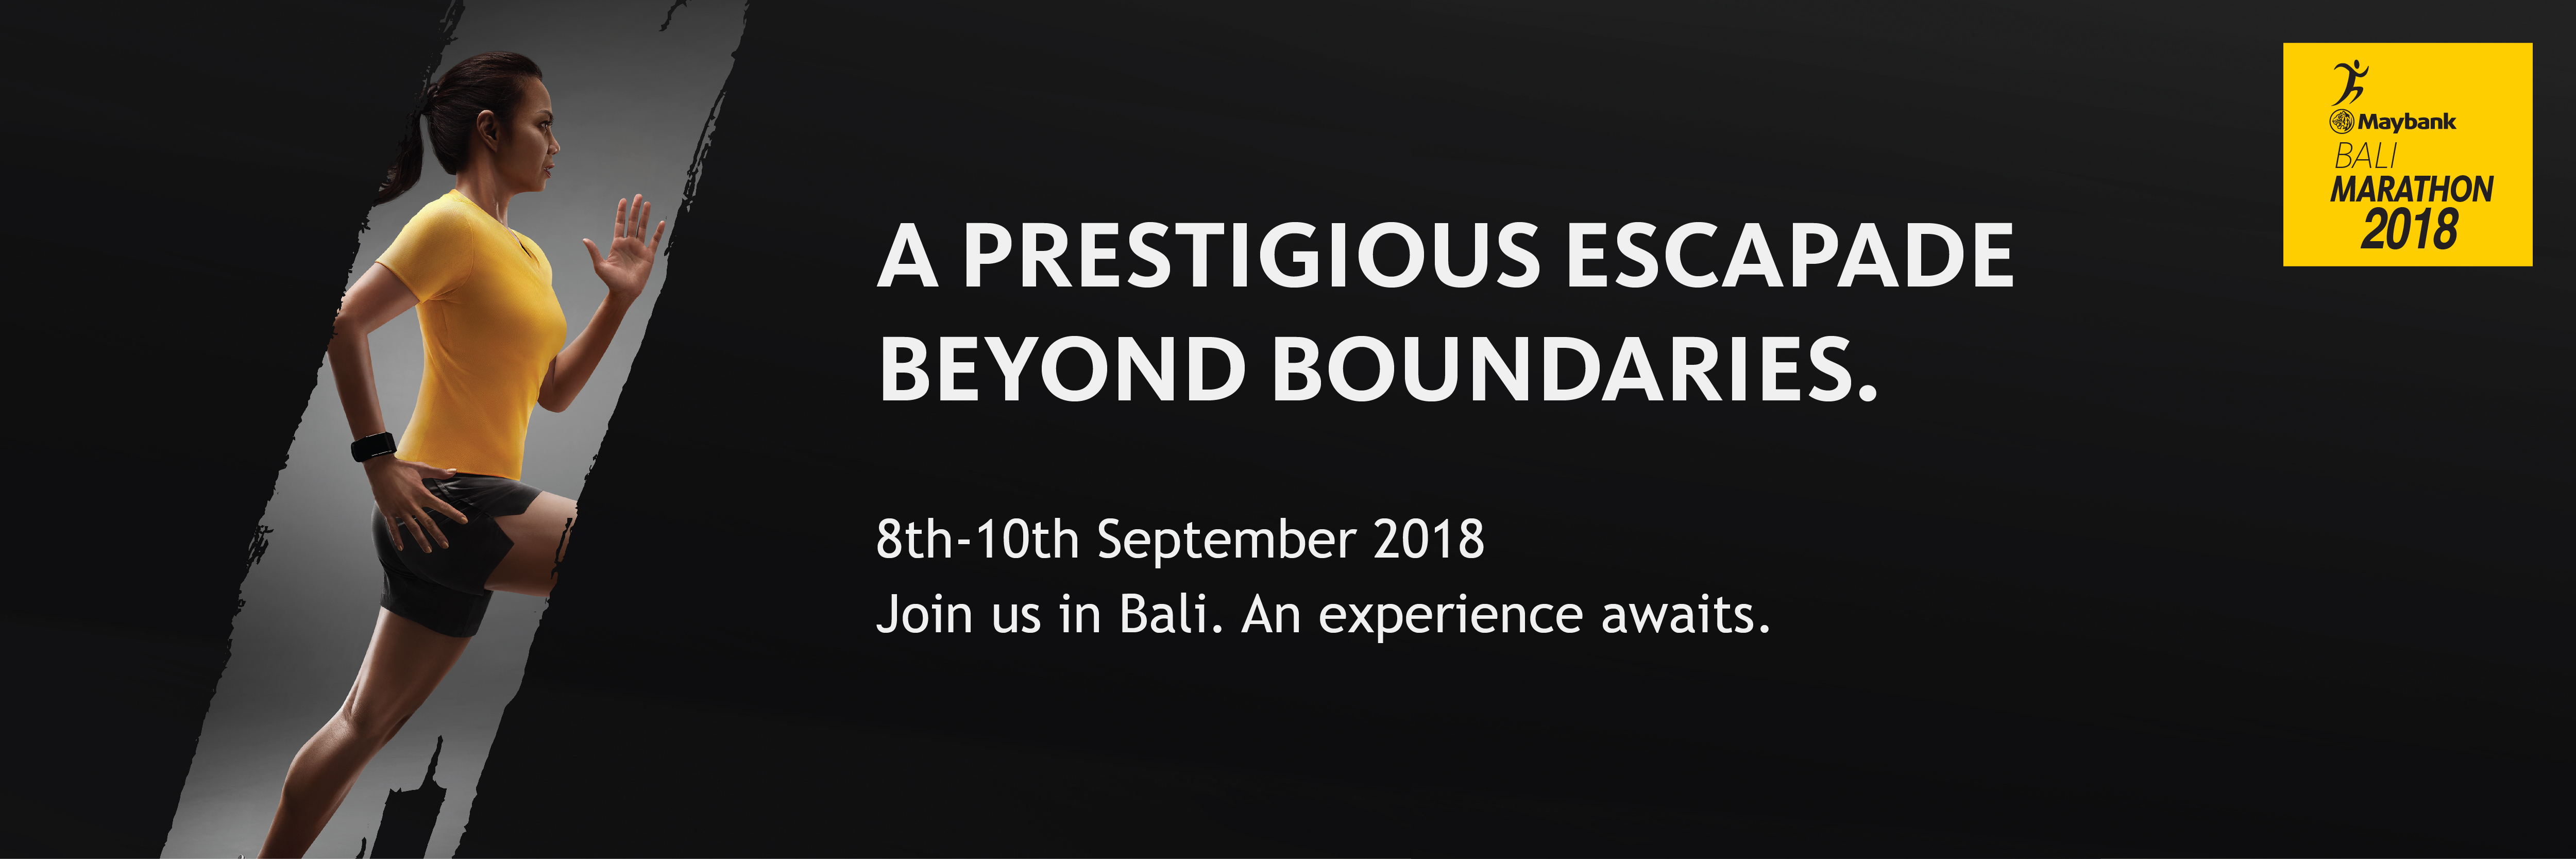 A PRESTIGIOUS ESCAPADE
BEYOND BOUNDARIES.
8th-10th September 2018
Join us in Bali. An experience awaits.
Maybank
BALI
MARATHON
2018